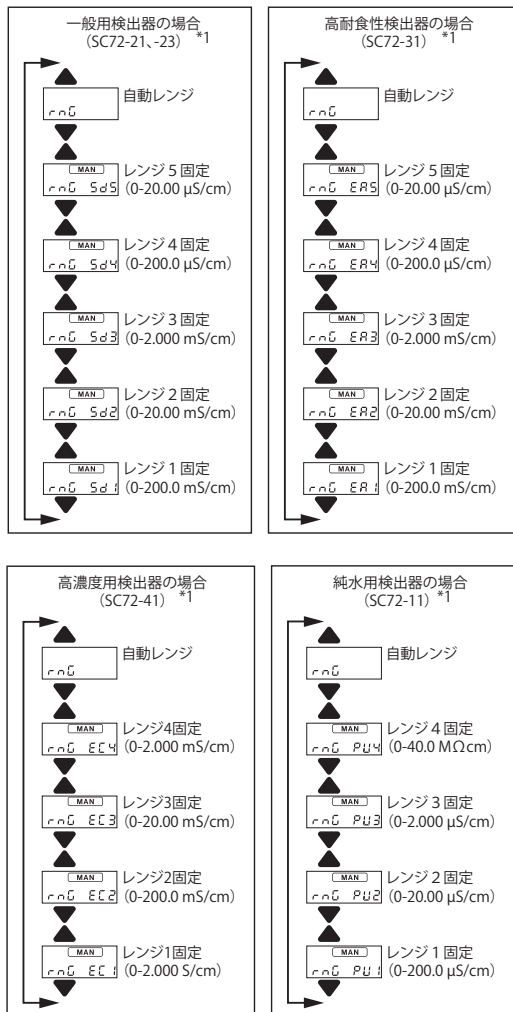 一般用検出器の場合
（SC72-21、-23） *1
rnG
自動レンジ
MAN
rnG Sd5
レンジ 5 固定
(0-20.00 µS/cm)
MAN
rnG Sd4
レンジ 4 固定
(0-200.0 µS/cm)
MAN
rnG Sd3
レンジ 3 固定
(0-2.000 mS/cm)
MAN
rnG Sd2
レンジ 2 固定
(0-20.00 mS/cm)
MAN
rnG Sd1
レンジ 1 固定
(0-200.0 mS/cm)
高耐食性検出器の場合
（SC72-31） *1
rnG
自動レンジ
MAN
rnG EA5
レンジ 5 固定
(0-20.00 µS/cm)
MAN
rnG EA4
レンジ 4 固定
(0-200.0 µS/cm)
MAN
rnG EA3
レンジ 3 固定
(0-2.000 mS/cm)
MAN
rnG EA2
レンジ 2 固定
(0-20.00 mS/cm)
MAN
rnG EA1
レンジ 1 固定
(0-200.0 mS/cm)
高濃度用検出器の場合
（SC72-41） *1
rnG
自動レンジ
MAN
rnG EC4
レンジ4固定
(0-2.000 mS/cm)
MAN
rnG EC3
レンジ3固定
(0-20.00 mS/cm)
MAN
rnG EC2
レンジ2固定
(0-200.0 mS/cm)
MAN
rnG EC1
レンジ1固定
(0-2.000 S/cm)
純水用検出器の場合
（SC72-11） *1
rnG
自動レンジ
MAN
rnG PU4
レンジ 4 固定
(0-40.0 MΩcm)
MAN
rnG PU3
レンジ 3 固定
(0-2.000 µS/cm)
MAN
rnG PU2
レンジ 2 固定
(0-20.00 µS/cm)
MAN
rnG PU1
レンジ 1 固定
(0-200.0 µS/cm)